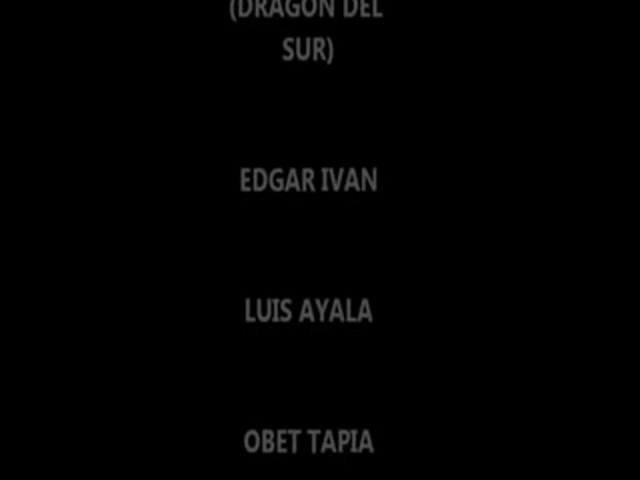 (DRAGON DEL
SUR)
EDGAR IVAN
LUIS AYALA
OBET TAPIA